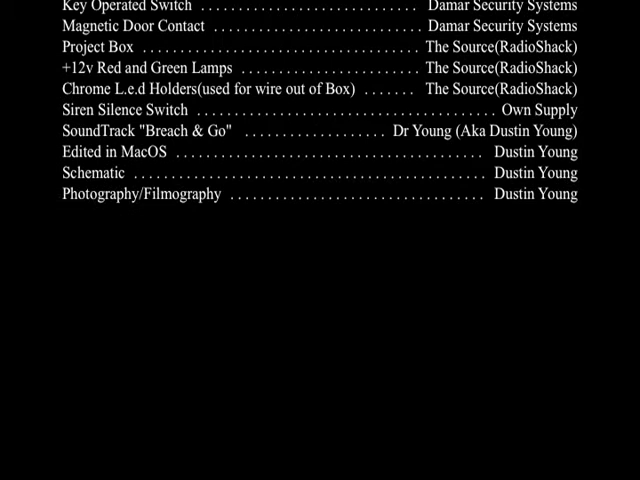 Key Operated Switch ............................. Damar Security Systems
Magnetic Door Contact ............................ Damar Security Systems
Project Box ..................................... The Source(RadioShack)
+12v Red and Green Lamps ........................ The Source(RadioShack)
Chrome L.e.d Holders(used for wire out of Box) ....... The Source(RadioShack)
Siren Silence Switch ..................................... Own Supply
SoundTrack "Breach & Go" ................... Dr Young (Aka Dustin Young)
Edited in MacOS ......................................... Dustin Young
Schematic ............................................... Dustin Young
Photography/Filmography .................................. Dustin Young